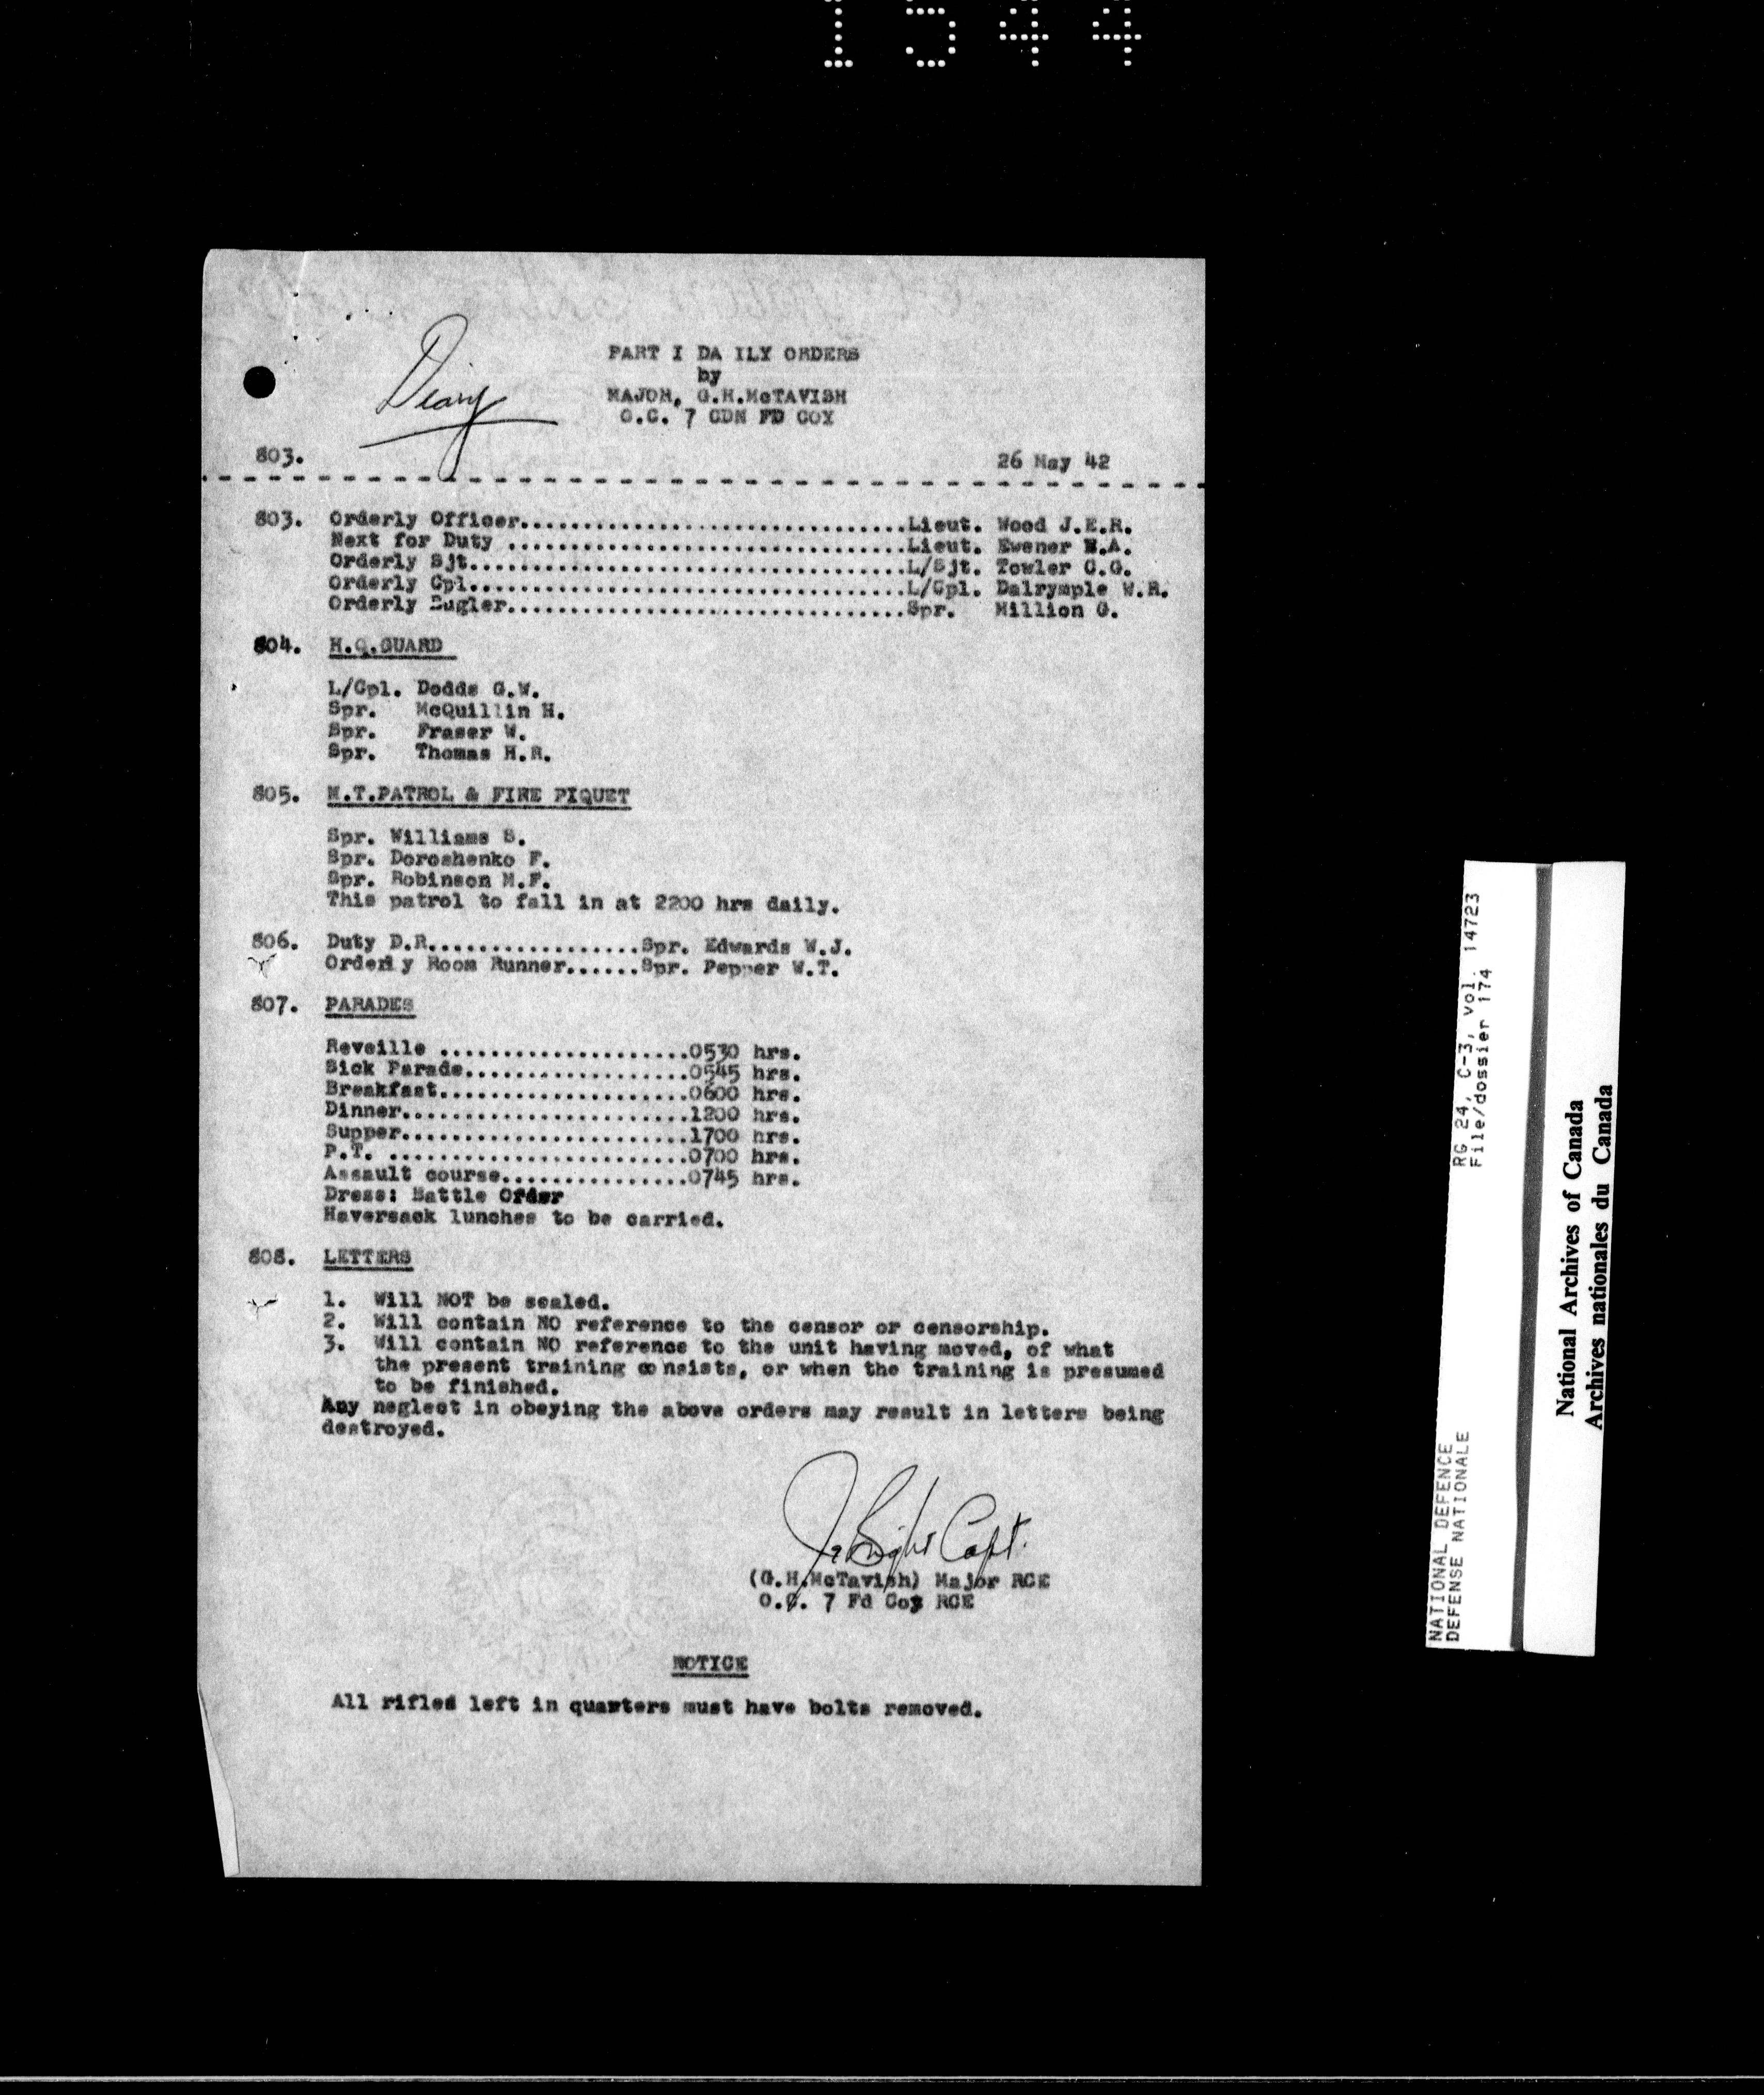 1544
Diary
PART I DA ILY ORDERS
by
MAJOR, G.H.McTAVISH
O.C. 7 CDN FD COY
803. 26 May 42
803. Orderly Officer...............................Lieut. Wood J.E.R.
Next for Duty ................................Lieut. Ewener W.A.
Orderly Sjt...................................L/Sjt. Towler C.G.
Orderly Cpl...................................L/Cpl. Dalrymple W.R.
Orderly Bugler................................Spr. Million G.
804. H.Q.GUARD
L/Cpl. Dodds G.W.
Spr. McQuillin H.
Spr. Fraser W.
Spr. Thomas H.R.
805. M.T.PATROL & FIRE PIQUET
Spr. Williams S.
Spr. Doroshenko F.
Spr. Robinson M.F.
This patrol to fall in at 2200 hrs daily.
806. Duty D.R.................Spr. Edwards W.J.
Orderly Room Runner......Spr. Pepper W.T.
807. PARADES
Reveille ....................0530 hrs.
Sick Parade..................0545 hrs.
Breakfast....................0600 hrs.
Dinner.......................1200 hrs.
Supper.......................1700 hrs.
P.T. ........................0700 hrs.
Assault course...............0745 hrs.
Dress: Battle Order
Haversack lunches to be carried.
808. LETTERS
1. Will NOT be sealed.
2. Will contain NO reference to the censor or censorship.
3. Will contain NO reference to the unit having moved, of what
the present training co nsists, or when the training is presumed
to be finished.
Any neglect in obeying the above orders may result in letters being
destroyed.
Capt.
(G.H.McTavish) Major RCE
O.C. 7 Fd Coy RCE
NOTICE
All rifles left in quarters must have bolts removed.
NATIONAL DEFENCE RG 24, C-3, vol. 14723
DEFENSE NATIONALE File/dossier 174
National Archives of Canada
Archives nationales du Canada